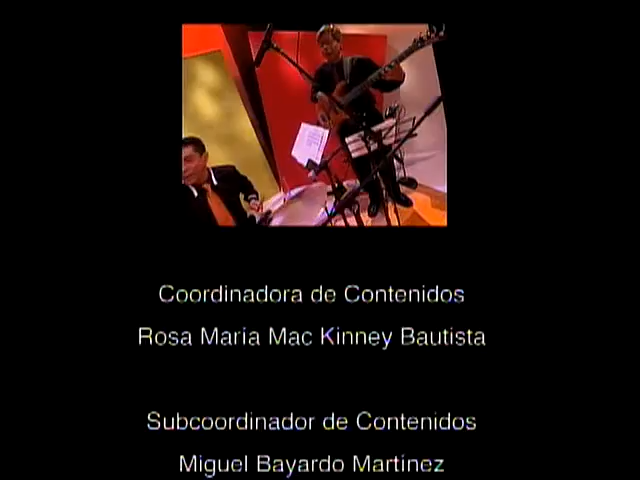 Coordinadora de Contenidos
Rosa Maria Mac Kinney Bautista
Subcoordinador de Contenidos
Miguel Bayardo Martinez